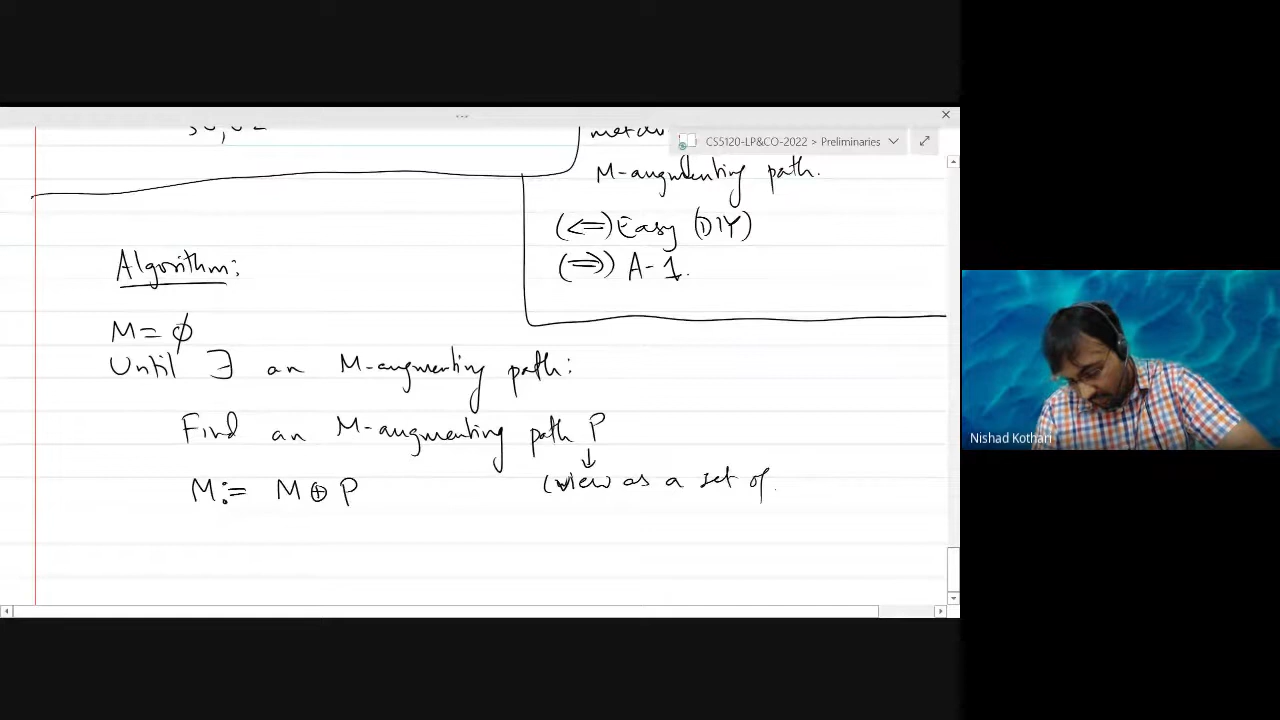 CS5120-LP&CO-2022 > Preliminaries
M-augmenting path.
(<=) Easy (DIY)
(=>)) A-1.
Algorithm:
M = ϕ
Until ∃ an M-augmenting path:
Find an M-augmenting path P
↓
(view as a set of
M := M ⊕ P
Nishad Kothari